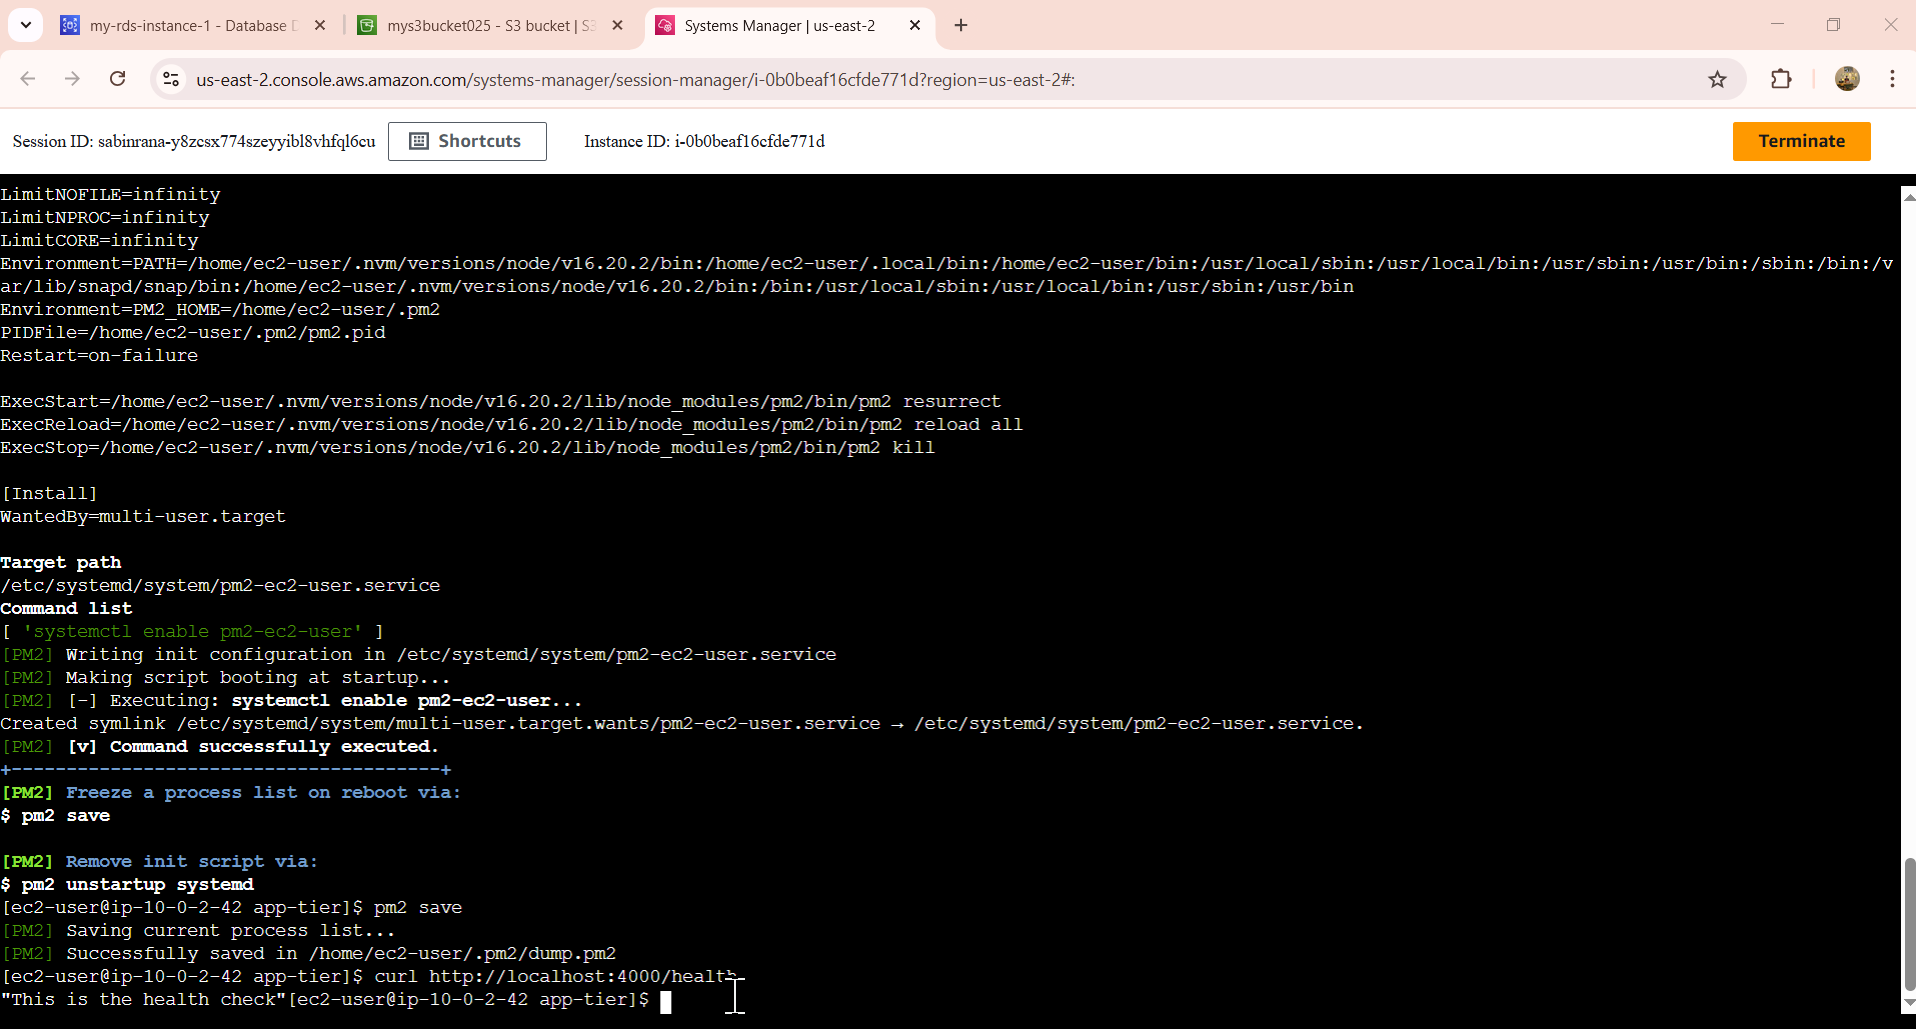 my-rds-instance-1 - Database D
mys3bucket025 - S3 bucket | S3
Systems Manager | us-east-2
us-east-2.console.aws.amazon.com/systems-manager/session-manager/i-0b0beaf16cfde771d?region=us-east-2#:
Session ID: sabinrana-y8zcsx774szeyyibl8vhfql6cu
Shortcuts
Instance ID: i-0b0beaf16cfde771d
Terminate
LimitNOFILE=infinity
LimitNPROC=infinity
LimitCORE=infinity
Environment=PATH=/home/ec2-user/.nvm/versions/node/v16.20.2/bin:/home/ec2-user/.local/bin:/home/ec2-user/bin:/usr/local/sbin:/usr/local/bin:/usr/sbin:/usr/bin:/sbin:/bin:/v
ar/lib/snapd/snap/bin:/home/ec2-user/.nvm/versions/node/v16.20.2/bin:/bin:/usr/local/sbin:/usr/local/bin:/usr/sbin:/usr/bin
Environment=PM2_HOME=/home/ec2-user/.pm2
PIDFile=/home/ec2-user/.pm2/pm2.pid
Restart=on-failure
ExecStart=/home/ec2-user/.nvm/versions/node/v16.20.2/lib/node_modules/pm2/bin/pm2 resurrect
ExecReload=/home/ec2-user/.nvm/versions/node/v16.20.2/lib/node_modules/pm2/bin/pm2 reload all
ExecStop=/home/ec2-user/.nvm/versions/node/v16.20.2/lib/node_modules/pm2/bin/pm2 kill
[Install]
WantedBy=multi-user.target
Target path
/etc/systemd/system/pm2-ec2-user.service
Command list
[ 'systemctl enable pm2-ec2-user' ]
[PM2] Writing init configuration in /etc/systemd/system/pm2-ec2-user.service
[PM2] Making script booting at startup...
[PM2] [-] Executing: systemctl enable pm2-ec2-user...
Created symlink /etc/systemd/system/multi-user.target.wants/pm2-ec2-user.service → /etc/systemd/system/pm2-ec2-user.service.
[PM2] [v] Command successfully executed.
+---------------------------------------+
[PM2] Freeze a process list on reboot via:
$ pm2 save
[PM2] Remove init script via:
$ pm2 unstartup systemd
[ec2-user@ip-10-0-2-42 app-tier]$ pm2 save
[PM2] Saving current process list...
[PM2] Successfully saved in /home/ec2-user/.pm2/dump.pm2
[ec2-user@ip-10-0-2-42 app-tier]$ curl http://localhost:4000/health
"This is the health check"[ec2-user@ip-10-0-2-42 app-tier]$